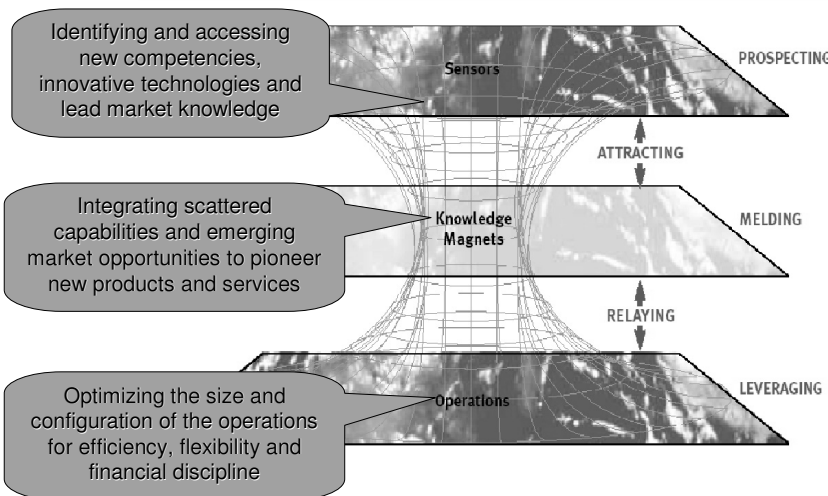 Identifying and accessing
new competencies,
innovative technologies and
lead market knowledge
Sensors
PROSPECTING
ATTRACTING
Integrating scattered
capabilities and emerging
market opportunities to pioneer
new products and services
Knowledge
Magnets
MELDING
RELAYING
Optimizing the size and
configuration of the operations
for efficiency, flexibility and
financial discipline
Operations
LEVERAGING